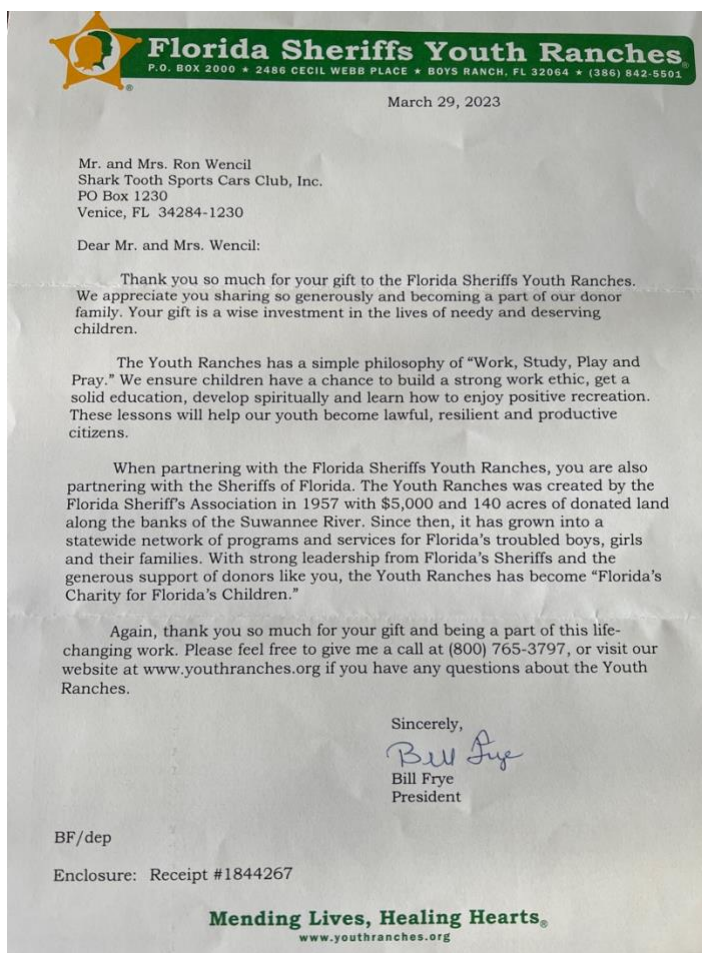 Florida Sheriffs Youth Ranches®
P.O. BOX 2000 ★ 2486 CECIL WEBB PLACE ★ BOYS RANCH, FL 32064 ★ (386) 842-5501
®
March 29, 2023
Mr. and Mrs. Ron Wencil
Shark Tooth Sports Cars Club, Inc.
PO Box 1230
Venice, FL 34284-1230
Dear Mr. and Mrs. Wencil:
Thank you so much for your gift to the Florida Sheriffs Youth Ranches.
We appreciate you sharing so generously and becoming a part of our donor
family. Your gift is a wise investment in the lives of needy and deserving
children.
The Youth Ranches has a simple philosophy of “Work, Study, Play and
Pray.” We ensure children have a chance to build a strong work ethic, get a
solid education, develop spiritually and learn how to enjoy positive recreation.
These lessons will help our youth become lawful, resilient and productive
citizens.
When partnering with the Florida Sheriffs Youth Ranches, you are also
partnering with the Sheriffs of Florida. The Youth Ranches was created by the
Florida Sheriff’s Association in 1957 with $5,000 and 140 acres of donated land
along the banks of the Suwannee River. Since then, it has grown into a
statewide network of programs and services for Florida’s troubled boys, girls
and their families. With strong leadership from Florida’s Sheriffs and the
generous support of donors like you, the Youth Ranches has become “Florida’s
Charity for Florida’s Children.”
Again, thank you so much for your gift and being a part of this life-
changing work. Please feel free to give me a call at (800) 765-3797, or visit our
website at www.youthranches.org if you have any questions about the Youth
Ranches.
Sincerely,
Bill Frye
Bill Frye
President
BF/dep
Enclosure: Receipt #1844267
Mending Lives, Healing Hearts®
www.youthranches.org